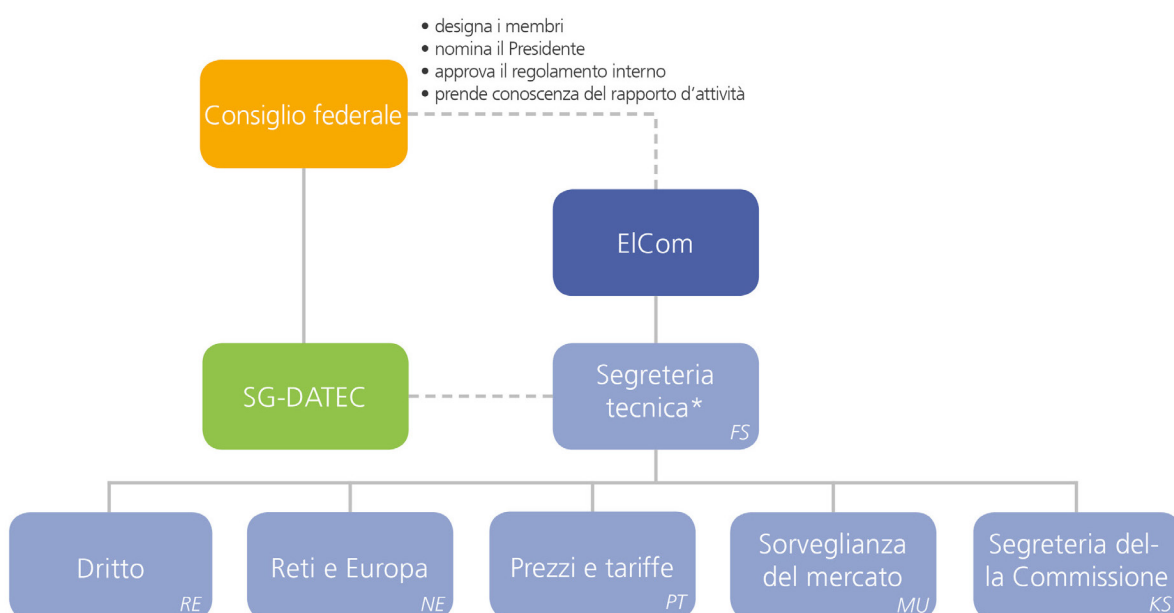 • designa i membri
• nomina il Presidente
• approva il regolamento interno
• prende conoscenza del rapporto d’attività
Consiglio federale
ElCom
SG-DATEC
Segreteria
tecnica*
FS
Dritto
RE
Reti e Europa
NE
Prezzi e tariffe
PT
Sorveglianza
del mercato
MU
Segreteria del-
la Commissione
KS